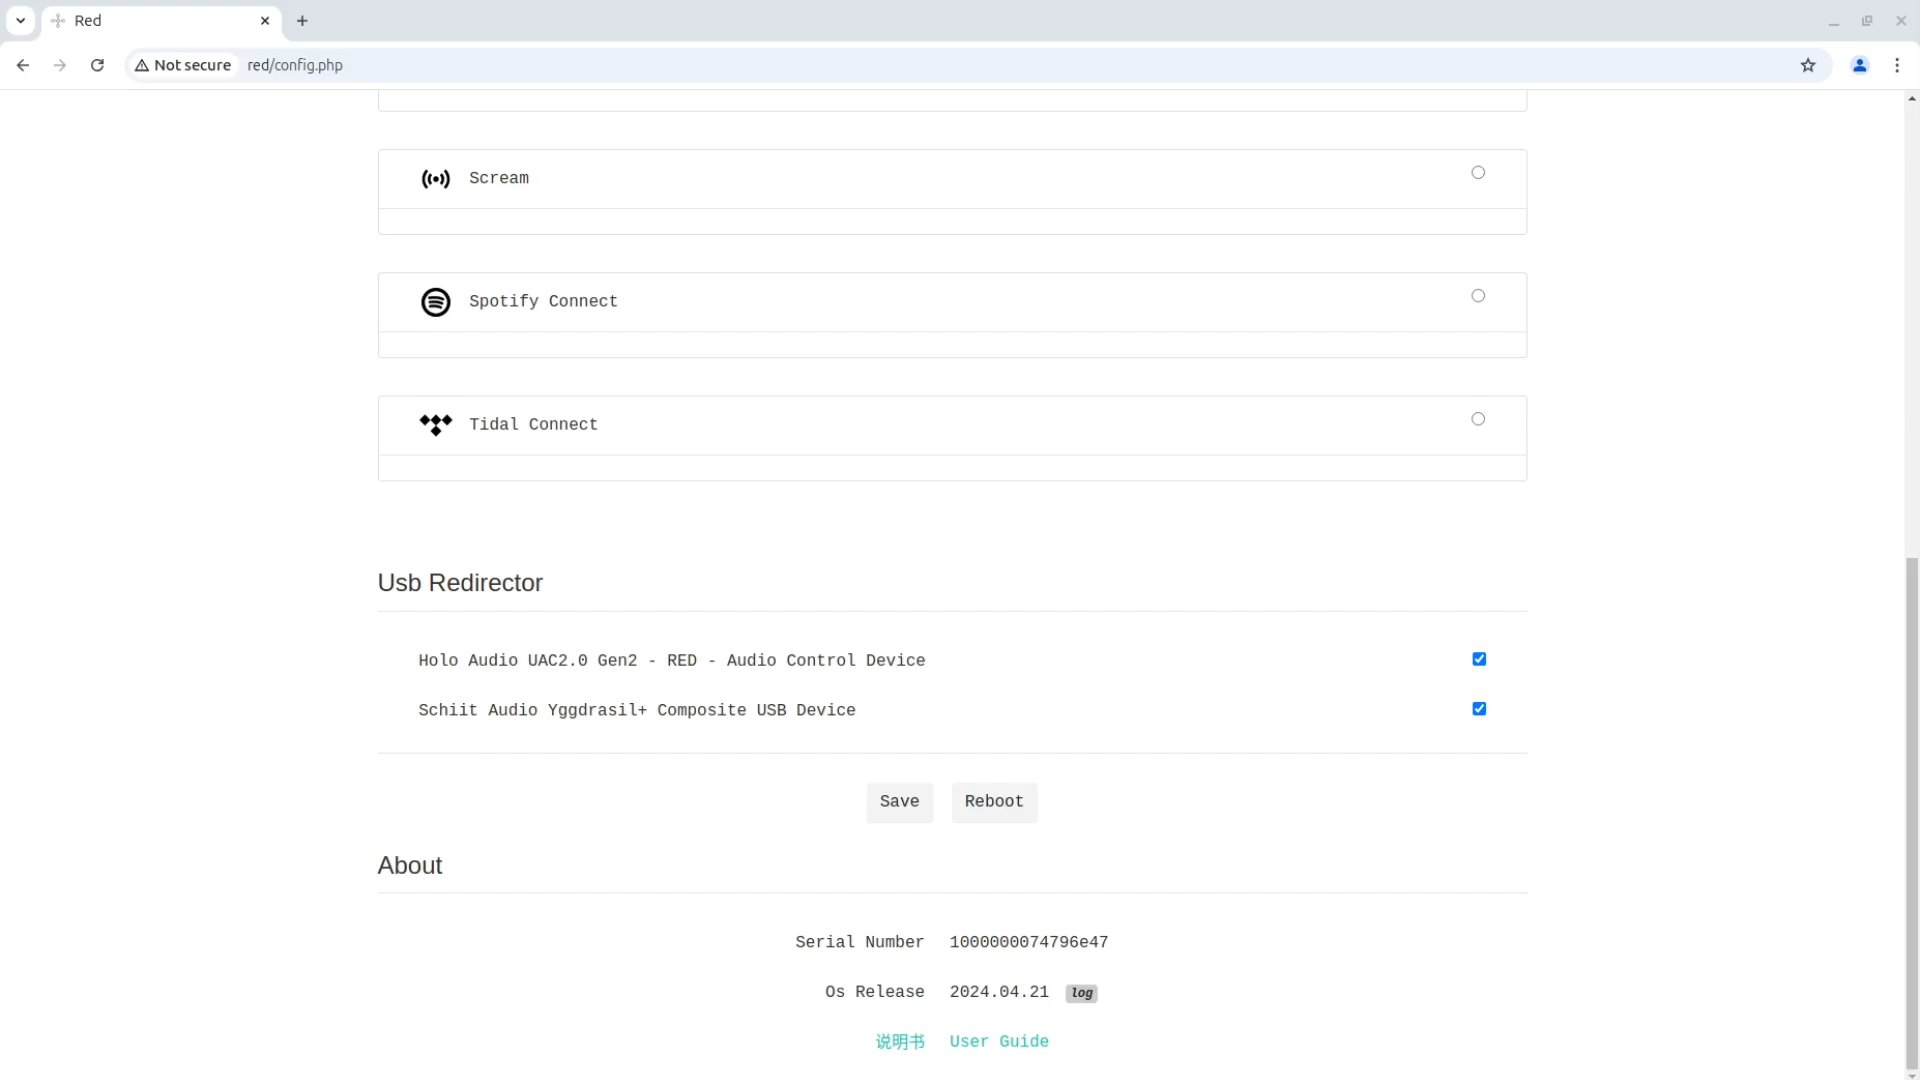 Red
Not secure red/config.php
Scream
Spotify Connect
Tidal Connect
Usb Redirector
Holo Audio UAC2.0 Gen2 - RED - Audio Control Device
Schiit Audio Yggdrasil+ Composite USB Device
Save Reboot
About
Serial Number 1000000074796e47
Os Release 2024.04.21 log
说明书 User Guide